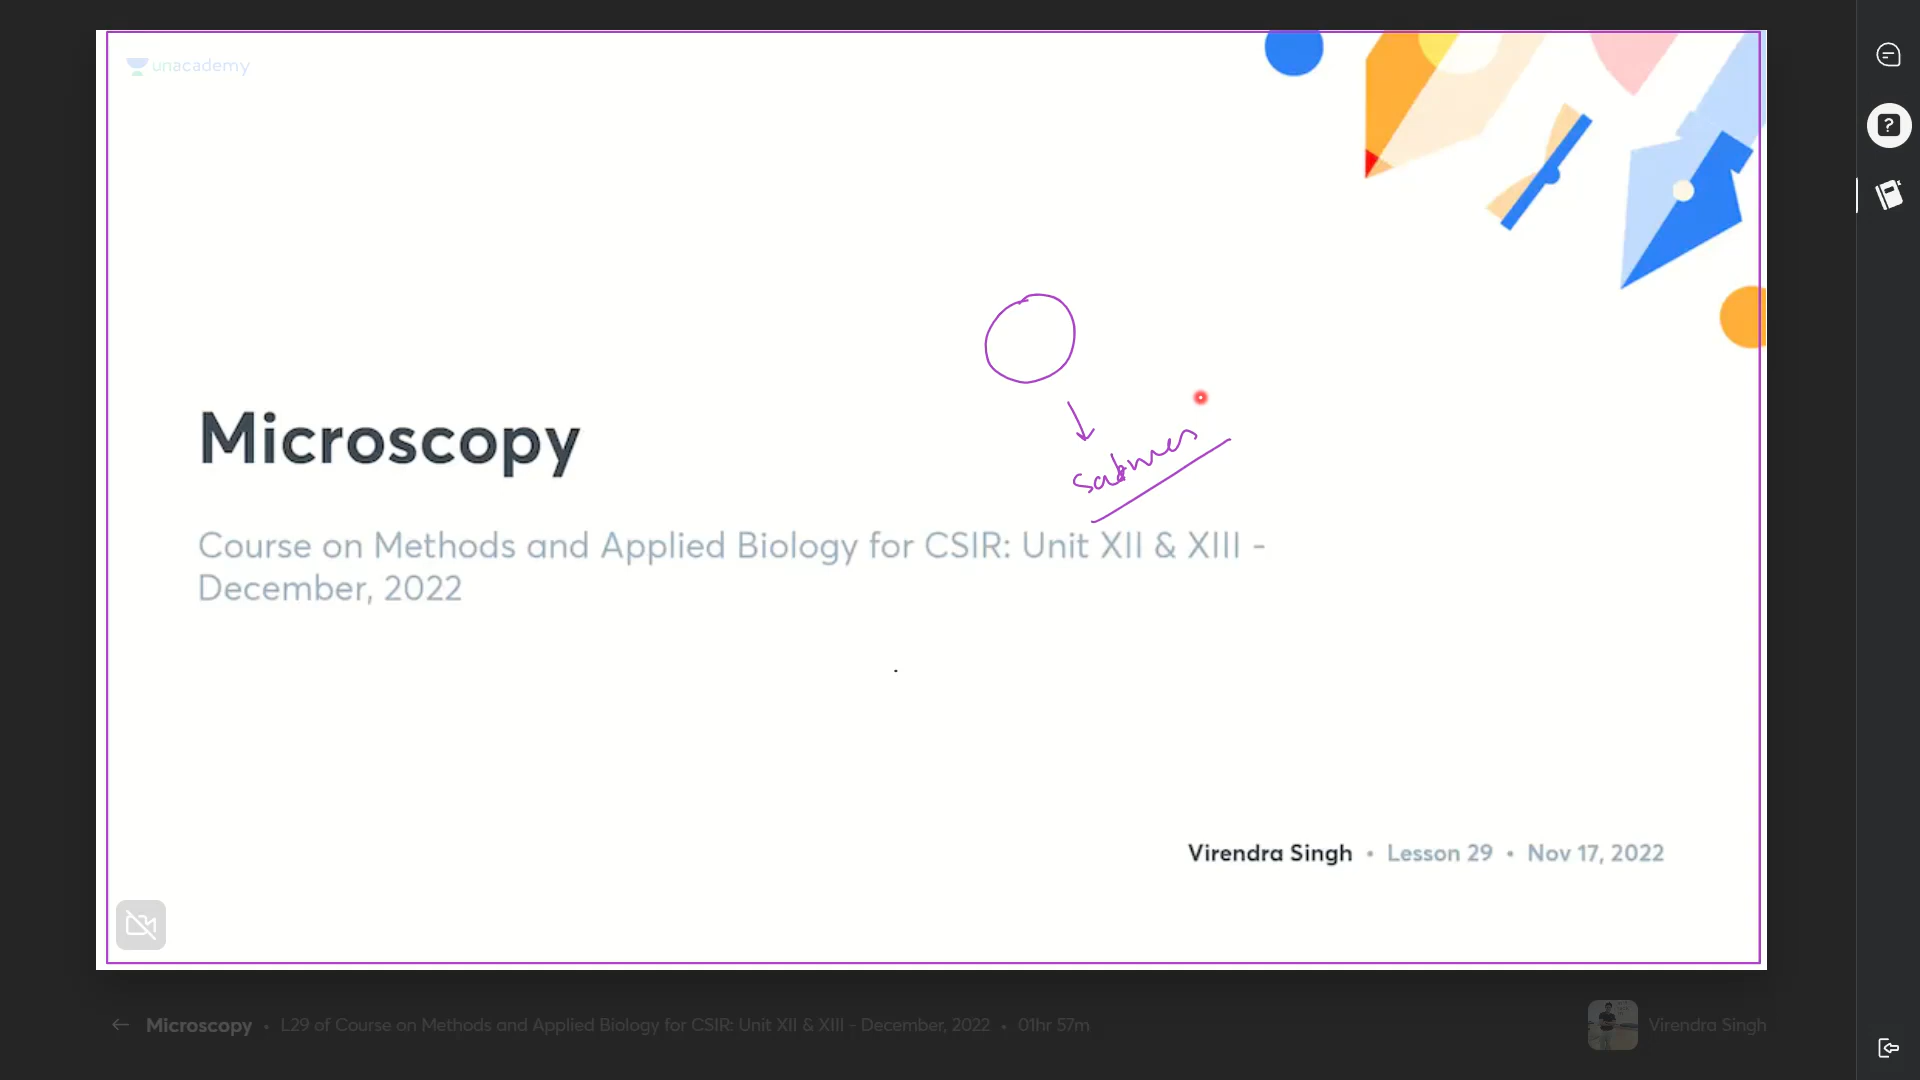 unacademy
Microscopy
Course on Methods and Applied Biology for CSIR: Unit XII & XIII -
December, 2022
Virendra Singh • Lesson 29 • Nov 17, 2022
Microscopy • L29 of Course on Methods and Applied Biology for CSIR: Unit XII & XIII - December, 2022 • 01hr 57m
Virendra Singh